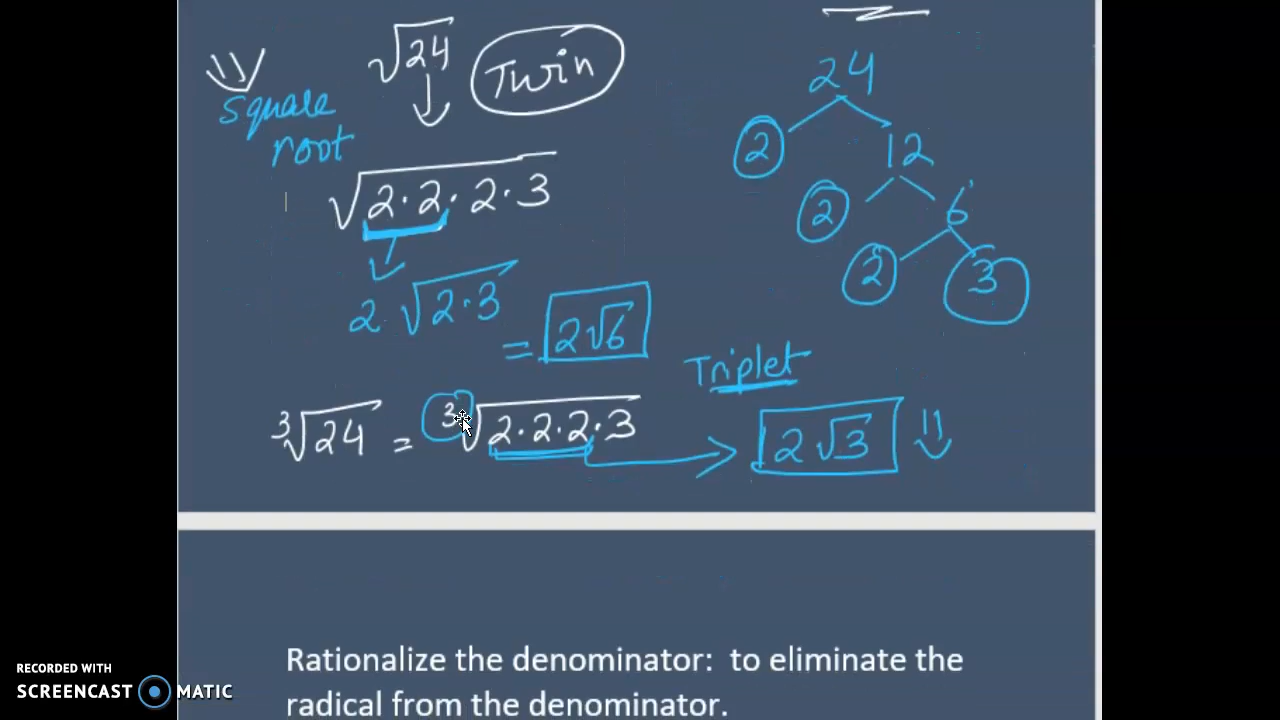 √24 Twin
square
root
√2·2·2·3
2 √2·3
= 2√6
24
2 12
2 6
2 3
Triplet
³√24 = ³√2·2·2·3 2√3
Rationalize the denominator: to eliminate the
radical from the denominator.
RECORDED WITH
SCREENCAST MATIC